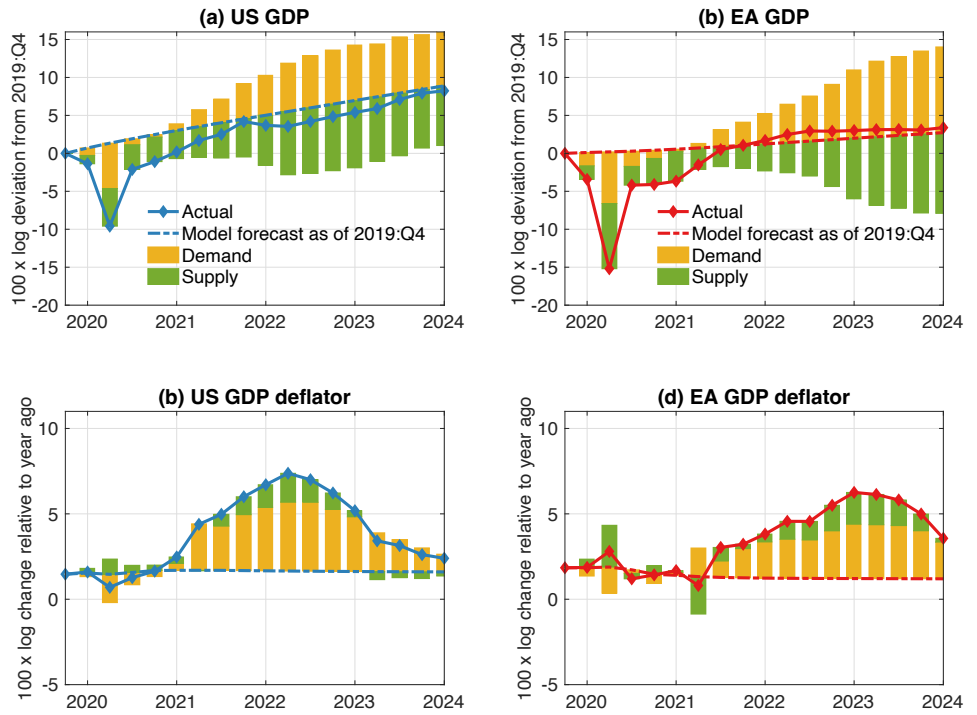 (a) US GDP
100 x log deviation from 2019:Q4
15
10
5
0
-5
-10
-15
-20
Actual
Model forecast as of 2019:Q4
Demand
Supply
2020 2021 2022 2023 2024
(b) EA GDP
100 x log deviation from 2019:Q4
15
10
5
0
-5
-10
-15
-20
Actual
Model forecast as of 2019:Q4
Demand
Supply
2020 2021 2022 2023 2024
(b) US GDP deflator
100 x log change relative to year ago
10
5
0
-5
2020 2021 2022 2023 2024
(d) EA GDP deflator
100 x log change relative to year ago
10
5
0
-5
2020 2021 2022 2023 2024